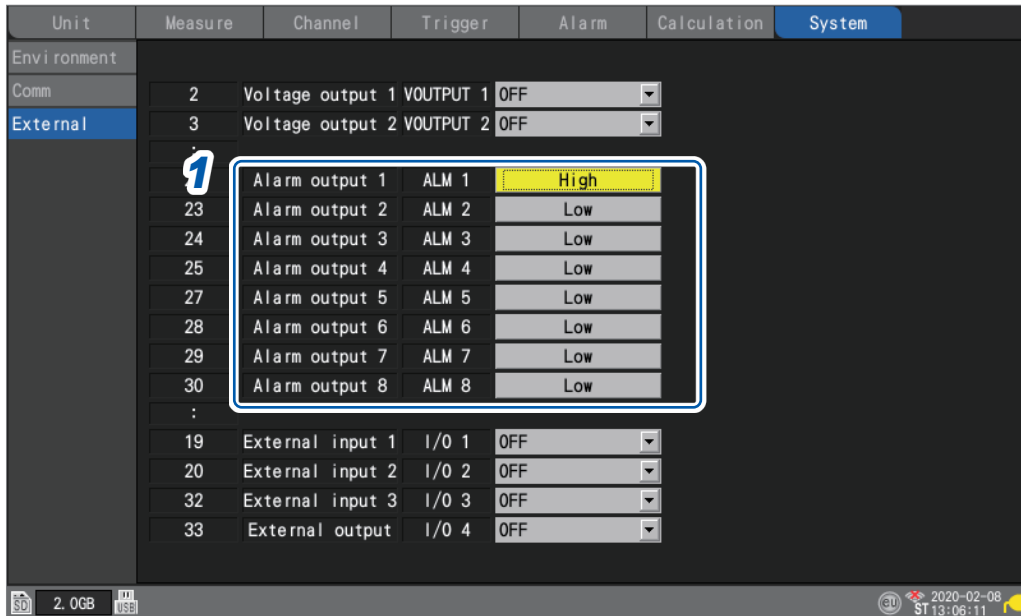 Unit Measure Channel Trigger Alarm Calculation System
Environment
Comm
External
2 Voltage output 1 VOUTPUT 1 OFF
3 Voltage output 2 VOUTPUT 2 OFF
:
1
Alarm output 1 ALM 1 High
23 Alarm output 2 ALM 2 Low
24 Alarm output 3 ALM 3 Low
25 Alarm output 4 ALM 4 Low
27 Alarm output 5 ALM 5 Low
28 Alarm output 6 ALM 6 Low
29 Alarm output 7 ALM 7 Low
30 Alarm output 8 ALM 8 Low
:
19 External input 1 I/O 1 OFF
20 External input 2 I/O 2 OFF
32 External input 3 I/O 3 OFF
33 External output I/O 4 OFF
SD 2.0GB USB eu ST 2020-02-08
13:06:11